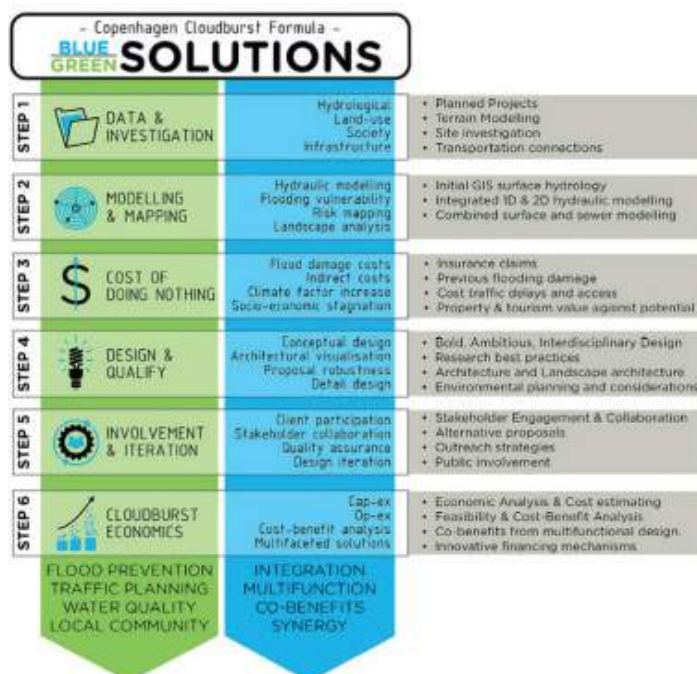 - Copenhagen Cloudburst Formula -
BLUE
GREEN
SOLUTIONS
STEP 1
DATA &
INVESTIGATION
Hydrological
Land-use
Society
Infrastructure
• Planned Projects
• Terrain Modelling
• Site investigation
• Transportation connections
STEP 2
MODELLING
& MAPPING
Hydraulic modelling
Flooding vulnerability
Risk mapping
Landscape analysis
• Initial GIS surface hydrology
• Integrated 1D & 2D hydraulic modelling
• Combined surface and sewer modelling
STEP 3
$
COST OF
DOING NOTHING
Flood damage costs
Indirect costs
Climate factor increase
Socio-economic stagnation
• Insurance claims
• Previous flooding damage
• Cost traffic delays and access
• Property & tourism value against potential
STEP 4
DESIGN &
QUALIFY
Conceptual design
Architectural visualisation
Proposal robustness
Detail design
• Bold, Ambitious, Interdisciplinary Design
• Research best practices
• Architecture and Landscape architecture
• Environmental planning and considerations
STEP 5
INVOLVEMENT
& ITERATION
Client participation
Stakeholder collaboration
Quality assurance
Design iteration
• Stakeholder Engagement & Collaboration
• Alternative proposals
• Outreach strategies
• Public involvement
STEP 6
CLOUDBURST
ECONOMICS
Cap-ex
Op-ex
Cost-benefit analysis
Multifaceted solutions
• Economic Analysis & Cost estimating
• Feasibility & Cost-Benefit Analysis
• Co-benefits from multifunctional design.
• Innovative financing mechanisms
FLOOD PREVENTION
TRAFFIC PLANNING
WATER QUALITY
LOCAL COMMUNITY
INTEGRATION
MULTIFUNCTION
CO-BENEFITS
SYNERGY